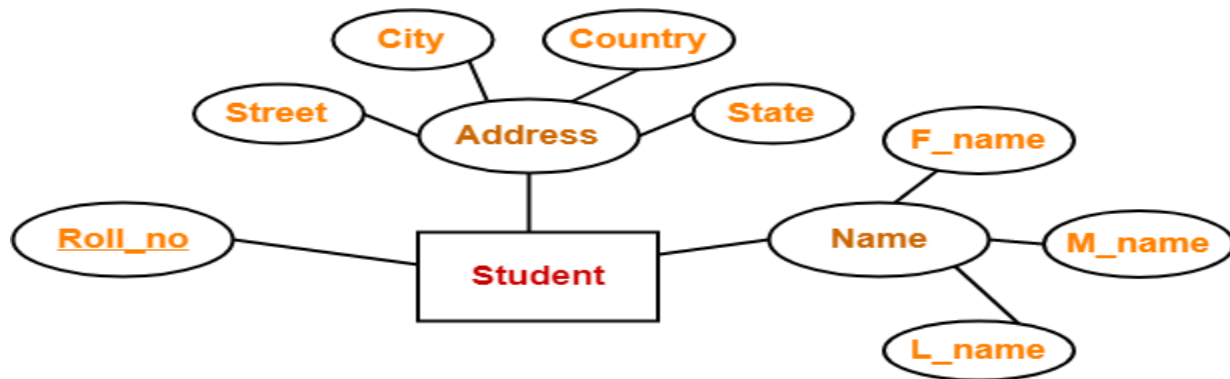 City
Country
Street
Address
State
F_name
Roll_no
Name
M_name
Student
L_name